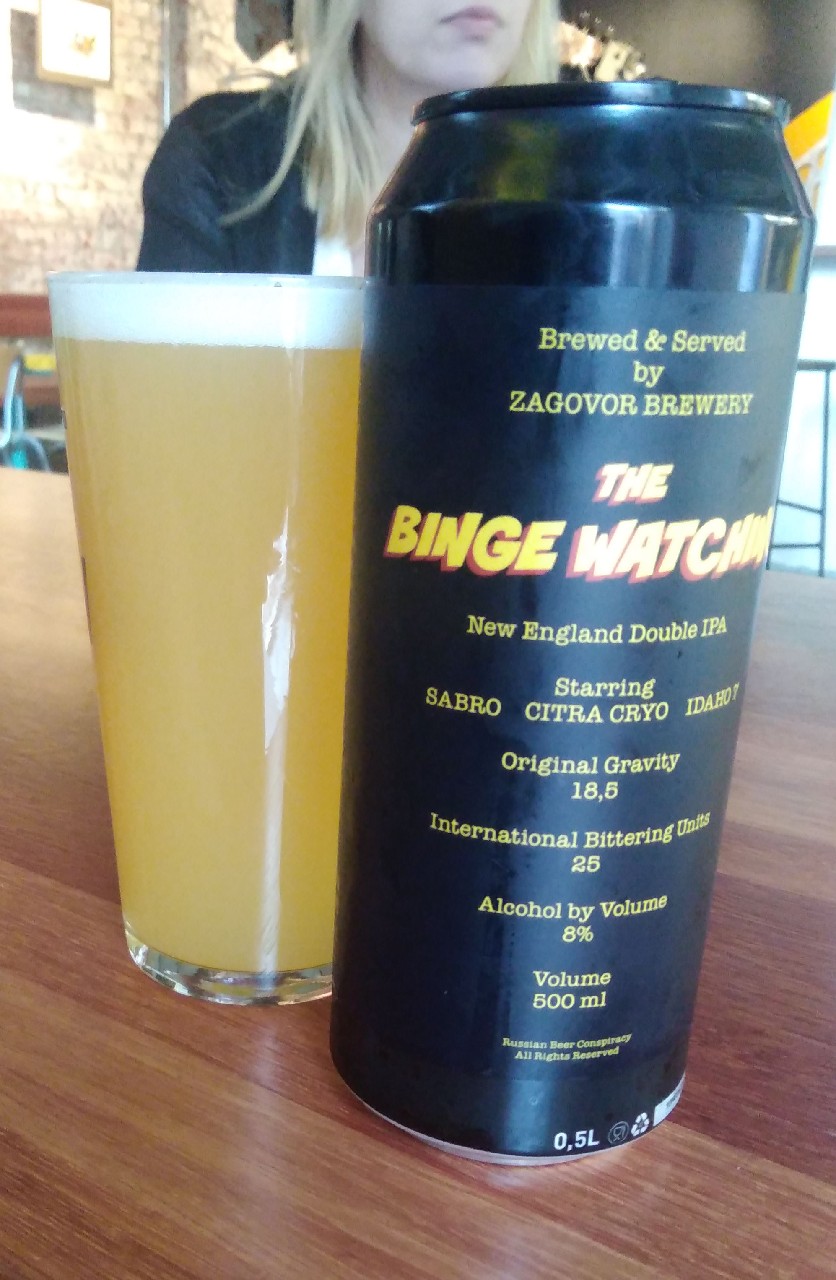 Brewed & Served
by
ZAGOVOR BREWERY
THE
BINGE WATCHIN
New England Double IPA
Starring
SABRO CITRA CRYO IDAHO 7
Original Gravity
18,5
International Bittering Units
25
Alcohol by Volume
8%
Volume
500 ml
Russian Beer Conspiracy
All Rights Reserved
0,5L